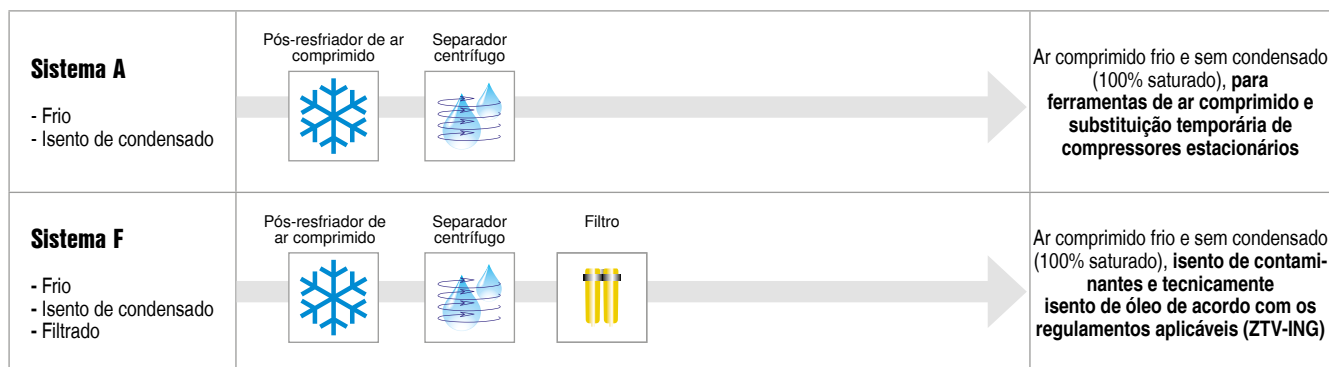 Sistema A
- Frio
- Isento de condensado
Pós-resfriador de ar
comprimido
Separador
centrífugo
Ar comprimido frio e sem condensado
(100% saturado), para
ferramentas de ar comprimido e
substituição temporária de
compressores estacionários
Sistema F
- Frio
- Isento de condensado
- Filtrado
Pós-resfriador de
ar comprimido
Separador
centrífugo
Filtro
Ar comprimido frio e sem condensado
(100% saturado), isento de contami-
nantes e tecnicamente
isento de óleo de acordo com os
regulamentos aplicáveis (ZTV-ING)